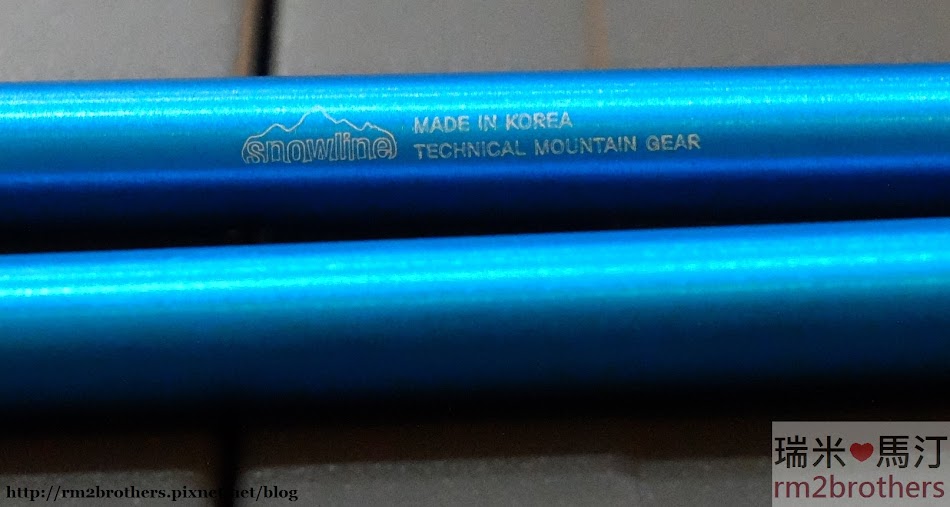 snowline
MADE IN KOREA
TECHNICAL MOUNTAIN GEAR
瑞米❤馬汀
rm2brothers
http://rm2brothers.pixnet.net/blog